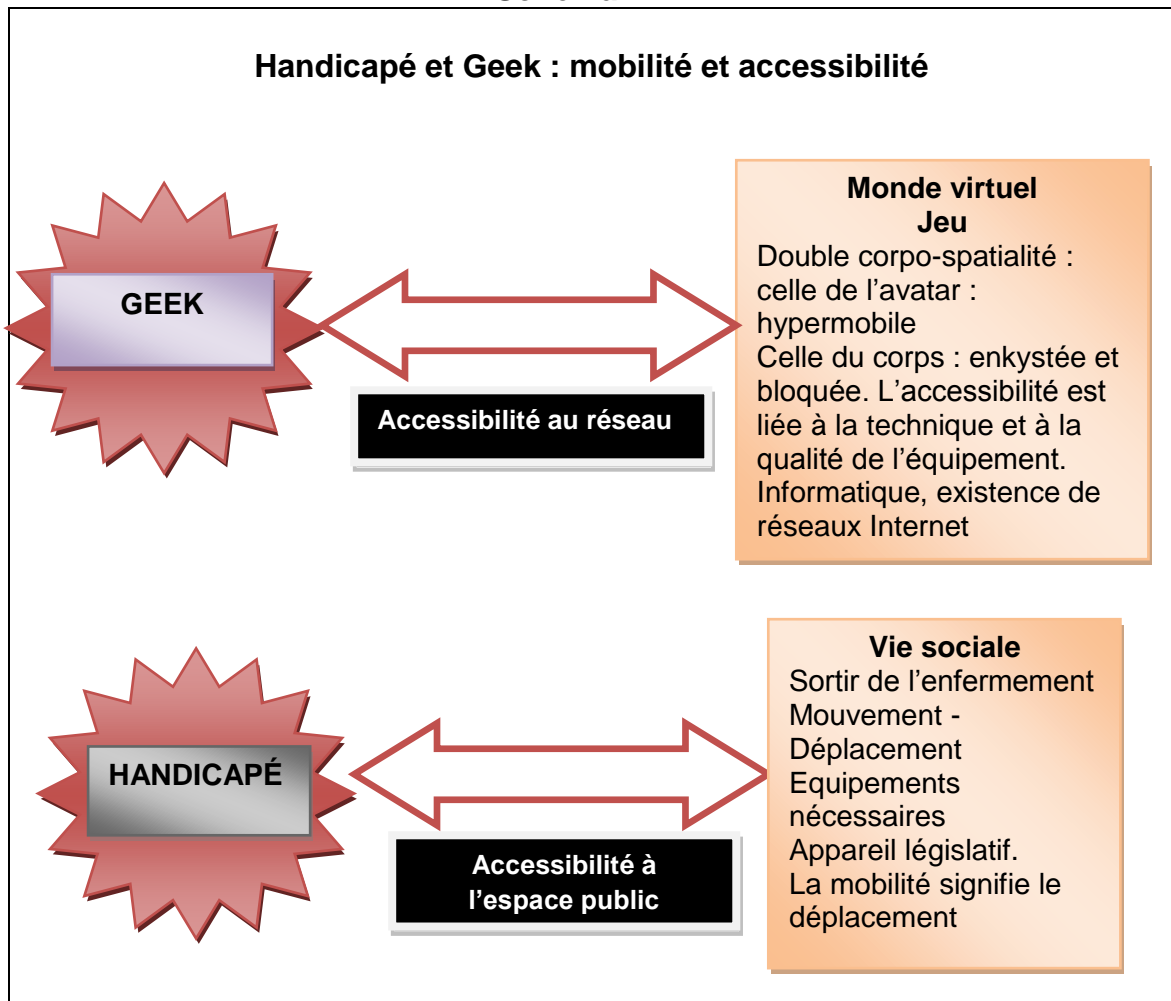 Handicapé et Geek : mobilité et accessibilité
GEEK
Accessibilité au réseau
Monde virtuel
Jeu
Double corpo-spatialité :
celle de l’avatar :
hypermobile
Celle du corps : enkystée et
bloquée. L’accessibilité est
liée à la technique et à la
qualité de l’équipement.
Informatique, existence de
réseaux Internet
HANDICAPÉ
Accessibilité à
l’espace public
Vie sociale
Sortir de l’enfermement
Mouvement -
Déplacement
Equipements
nécessaires
Appareil législatif.
La mobilité signifie le
déplacement